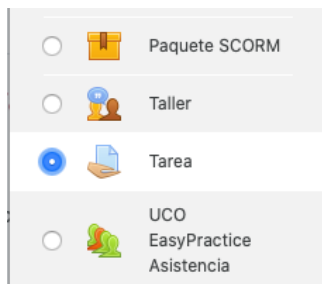 Paquete SCORM
Taller
Tarea
UCO
EasyPractice
Asistencia